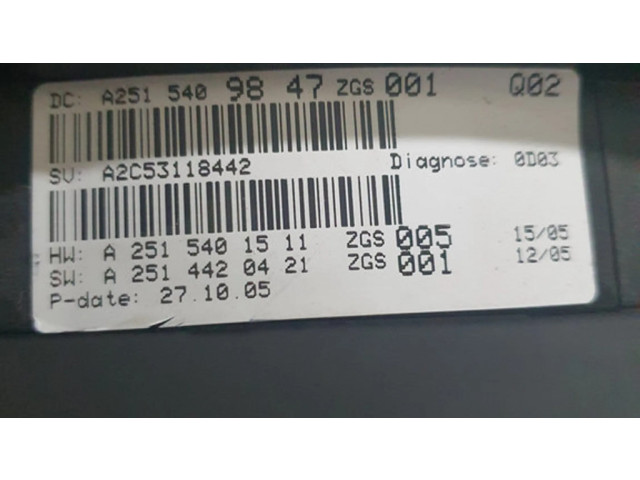 DC: A251 540 98 47 ZGS 001 Q02
SV: A2C53118442 Diagnose: 0D03
HW: A 251 540 15 11 ZGS 005 15/05
SW: A 251 442 04 21 ZGS 001 12/05
P-date: 27.10.05